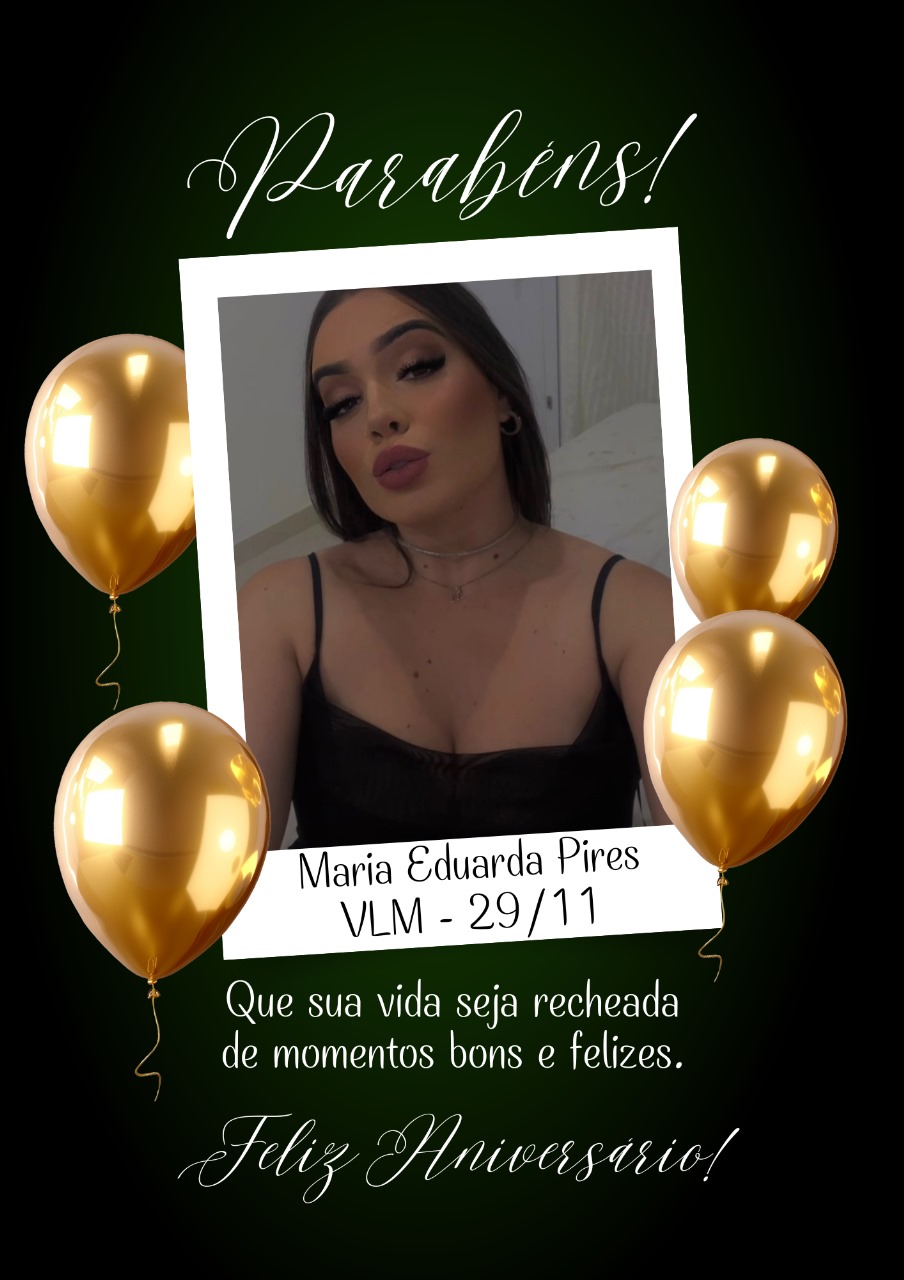 Parabéns!
Maria Eduarda Pires
VLM - 29/11
Que sua vida seja recheada
de momentos bons e felizes.
Feliz Aniversário!